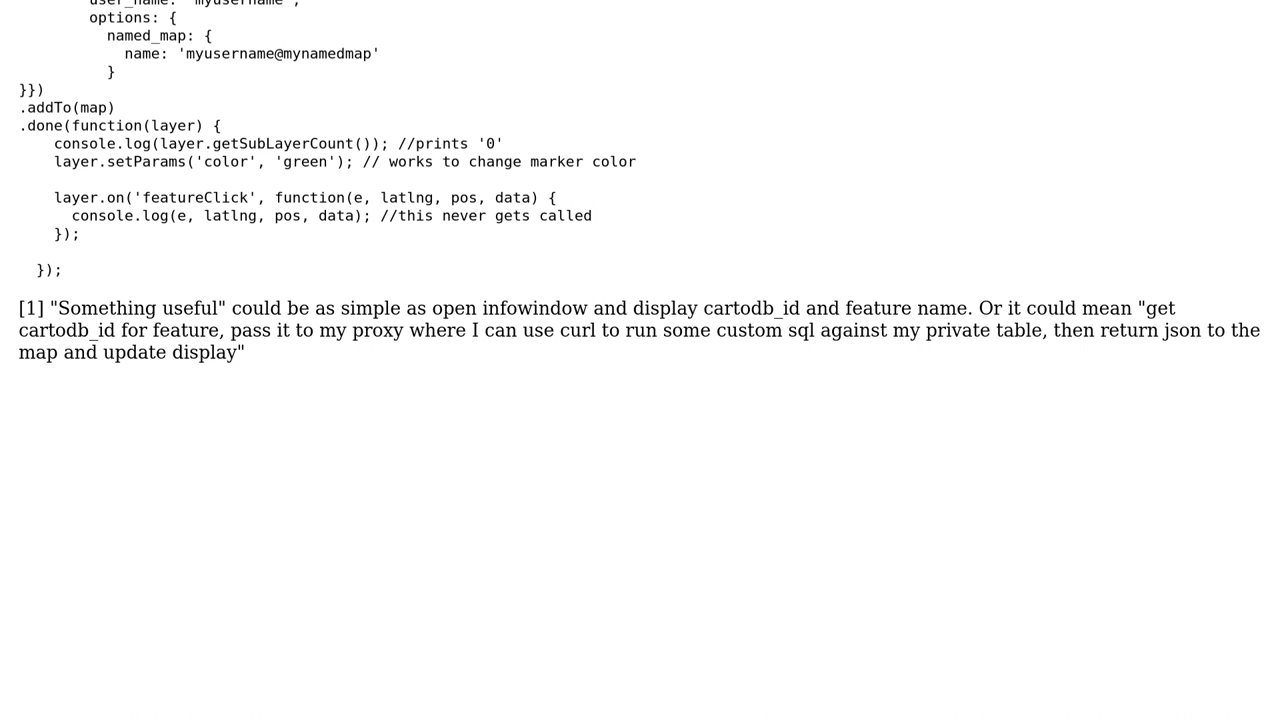 user_name: 'myusername',
options: {
named_map: {
name: 'myusername@mynamedmap'
}
}})
.addTo(map)
.done(function(layer) {
console.log(layer.getSubLayerCount()); //prints '0'
layer.setParams('color', 'green'); // works to change marker color
layer.on('featureClick', function(e, latlng, pos, data) {
console.log(e, latlng, pos, data); //this never gets called
});
});
[1] "Something useful" could be as simple as open infowindow and display cartodb_id and feature name. Or it could mean "get
cartodb_id for feature, pass it to my proxy where I can use curl to run some custom sql against my private table, then return json to the
map and update display"